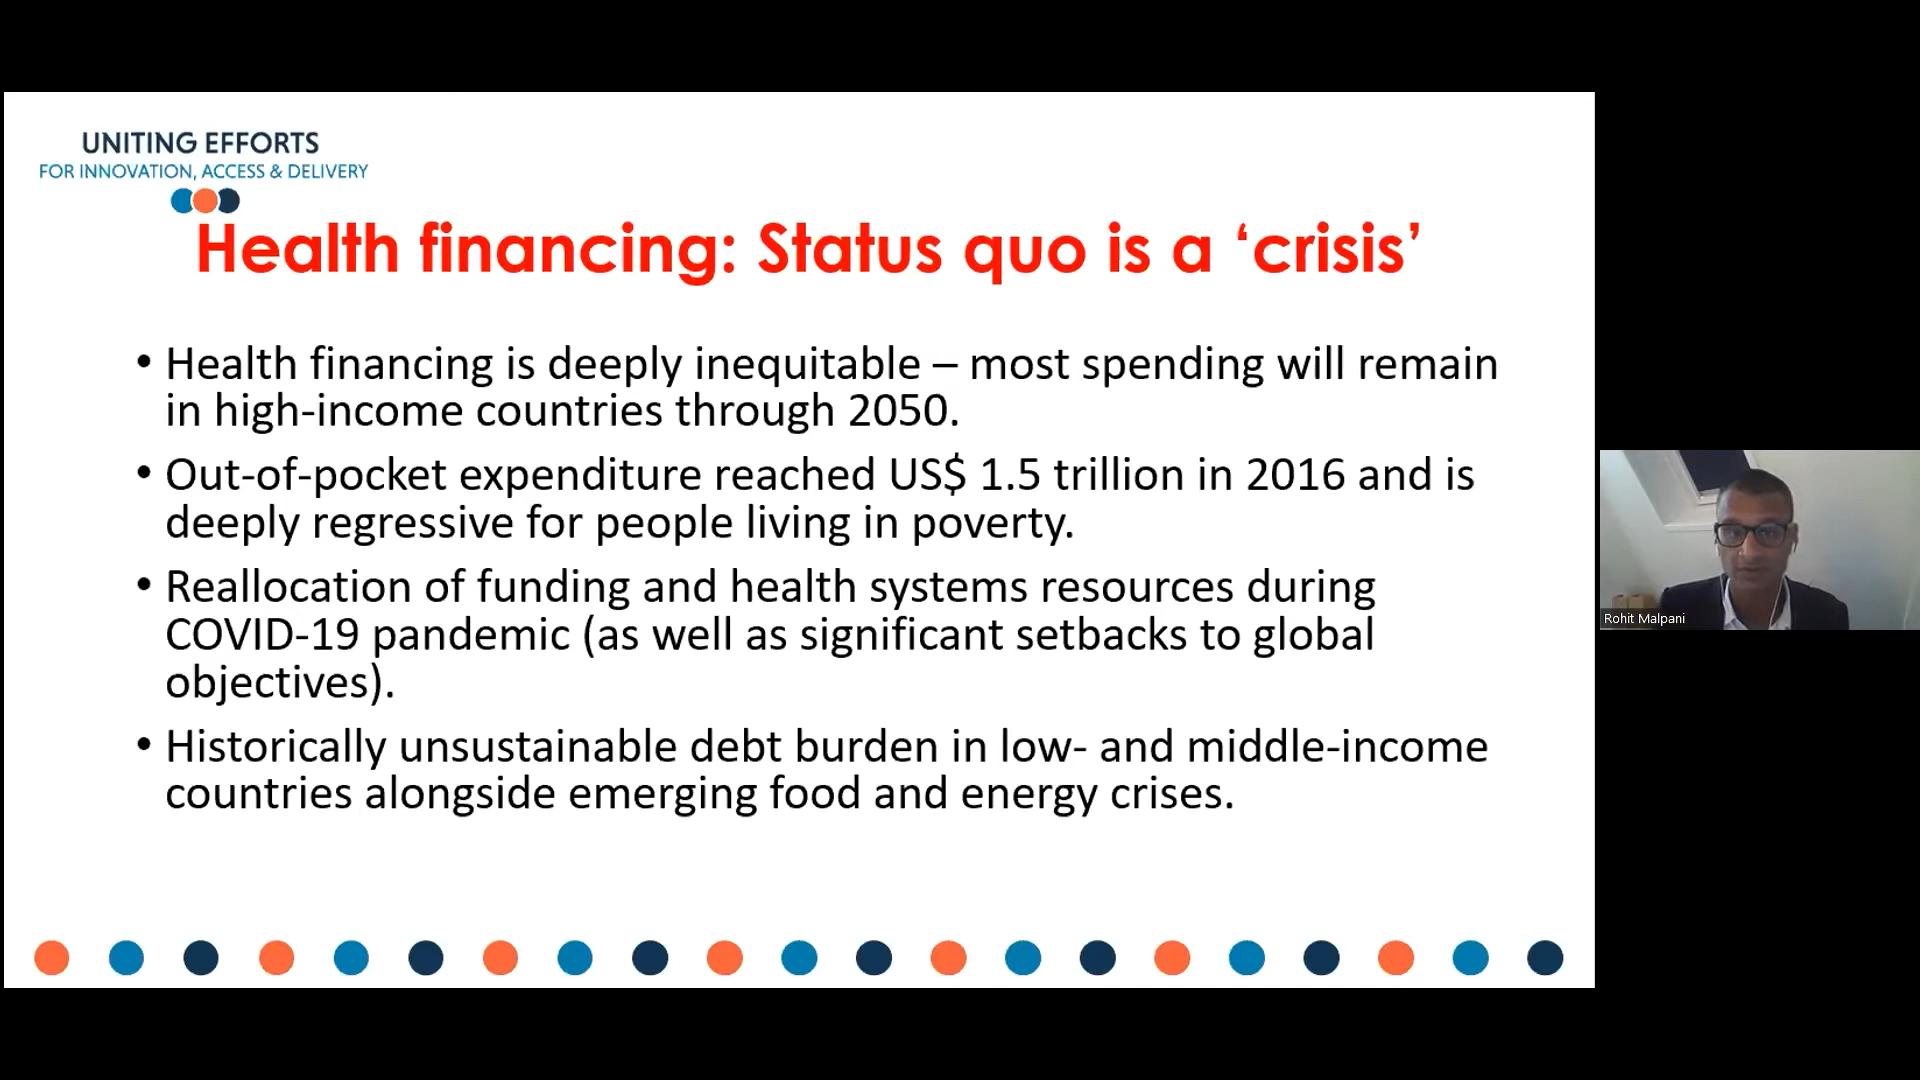 UNITING EFFORTS
FOR INNOVATION, ACCESS & DELIVERY
Health financing: Status quo is a ‘crisis’
• Health financing is deeply inequitable – most spending will remain
in high-income countries through 2050.
• Out-of-pocket expenditure reached US$ 1.5 trillion in 2016 and is
deeply regressive for people living in poverty.
• Reallocation of funding and health systems resources during
COVID-19 pandemic (as well as significant setbacks to global
objectives).
• Historically unsustainable debt burden in low- and middle-income
countries alongside emerging food and energy crises.
Rohit Malpani